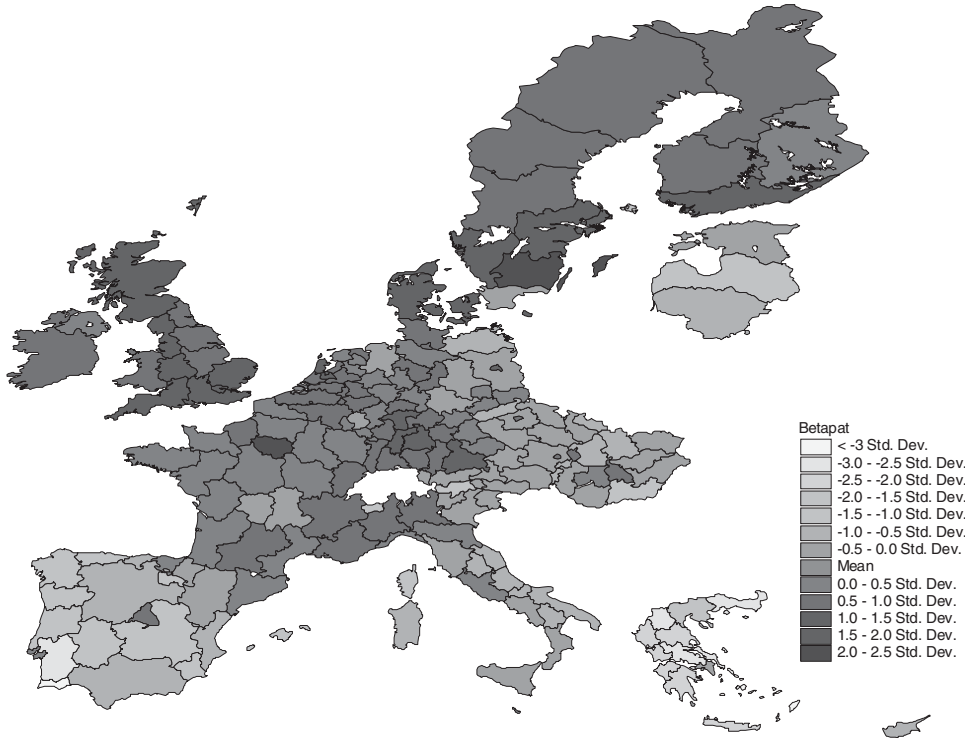 Betapat
< -3 Std. Dev.
-3.0 - -2.5 Std. Dev.
-2.5 - -2.0 Std. Dev.
-2.0 - -1.5 Std. Dev.
-1.5 - -1.0 Std. Dev.
-1.0 - -0.5 Std. Dev.
-0.5 - 0.0 Std. Dev.
Mean
0.0 - 0.5 Std. Dev.
0.5 - 1.0 Std. Dev.
1.0 - 1.5 Std. Dev.
1.5 - 2.0 Std. Dev.
2.0 - 2.5 Std. Dev.